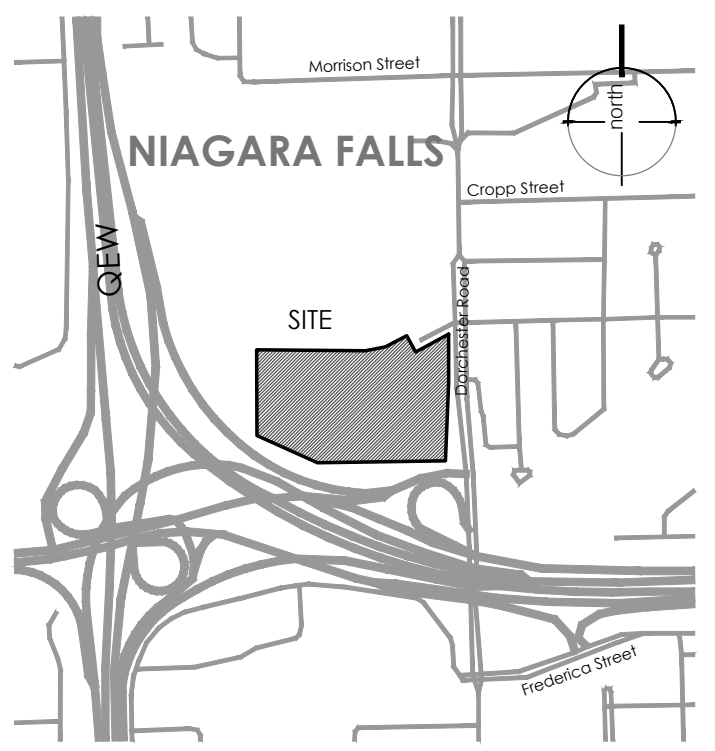 Morrison Street
north
NIAGARA FALLS
Cropp Street
QEW
Dorchester Road
SITE
Frederica Street